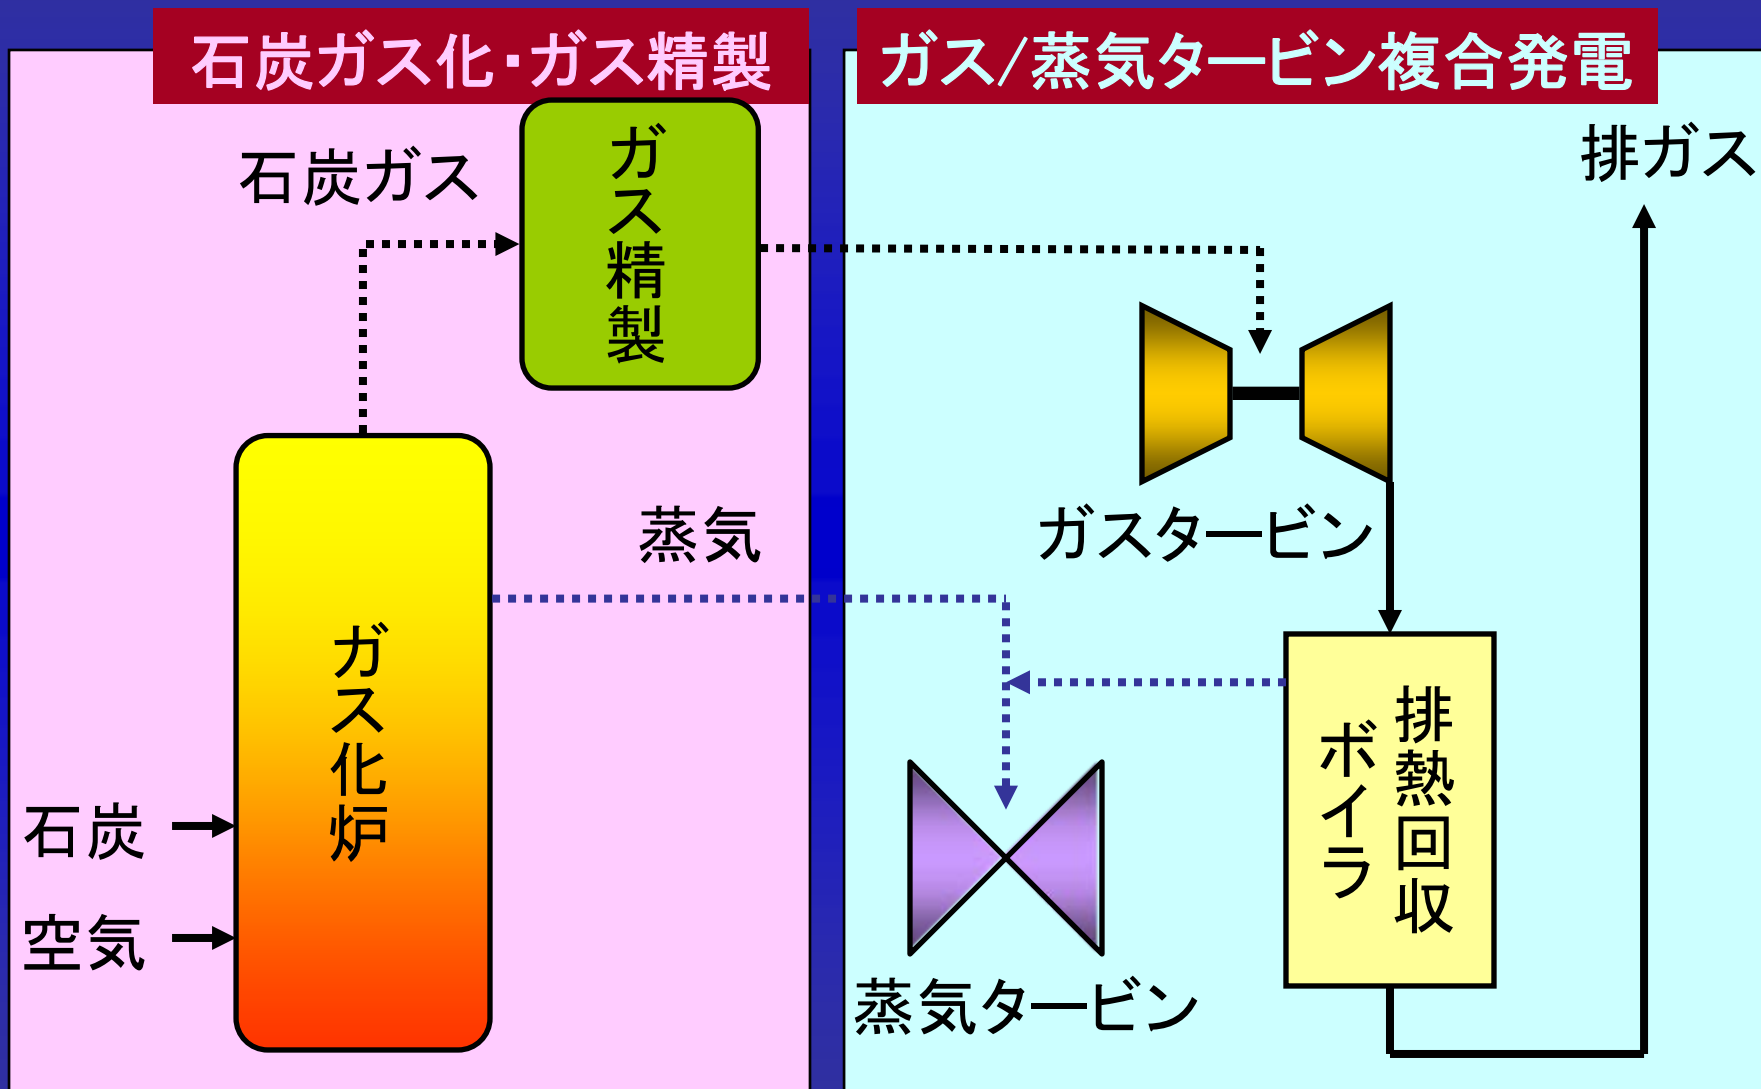 石炭ガス化・ガス精製
ガス/蒸気タービン複合発電
石炭ガス
ガス精製
排ガス
蒸気
ガスタービン
ガス化炉
石炭
空気
排熱回収
ボイラ
蒸気タービン